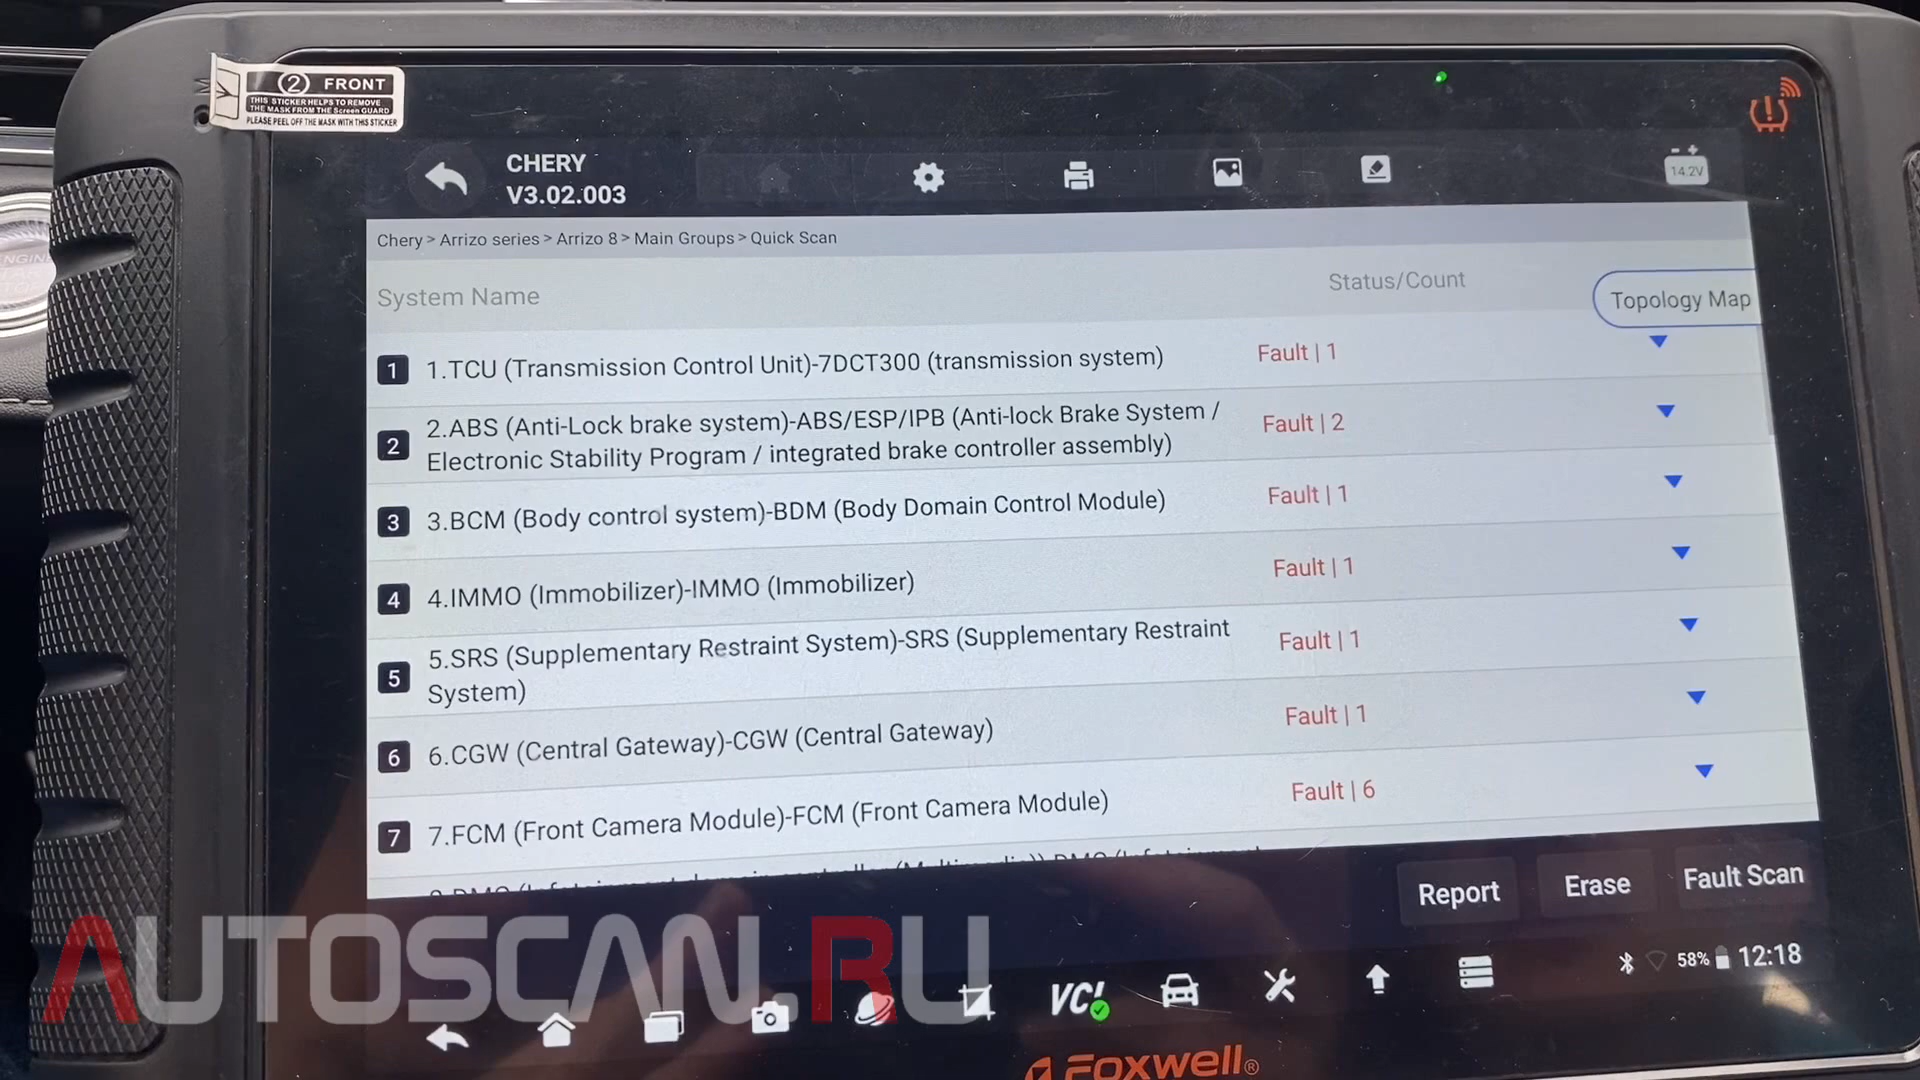 2 FRONT
THIS STICKER HELPS TO REMOVE
THE MASK FROM THE Screen GUARD
PLEASE PEEL OFF THE MASK WITH THIS STICKER
CHERY
V3.02.003
14.2V
Chery > Arrizo series > Arrizo 8 > Main Groups > Quick Scan
System Name Status/Count
Topology Map
1 1.TCU (Transmission Control Unit)-7DCT300 (transmission system) Fault | 1
2 2.ABS (Anti-Lock brake system)-ABS/ESP/IPB (Anti-lock Brake System /
Electronic Stability Program / integrated brake controller assembly) Fault | 2
3 3.BCM (Body control system)-BDM (Body Domain Control Module) Fault | 1
4 4.IMMO (Immobilizer)-IMMO (Immobilizer) Fault | 1
5 5.SRS (Supplementary Restraint System)-SRS (Supplementary Restraint
System) Fault | 1
6 6.CGW (Central Gateway)-CGW (Central Gateway) Fault | 1
7 7.FCM (Front Camera Module)-FCM (Front Camera Module) Fault | 6
Report Erase Fault Scan
58% 12:18
VCI
AUTOSCAN.RU
Foxwell®